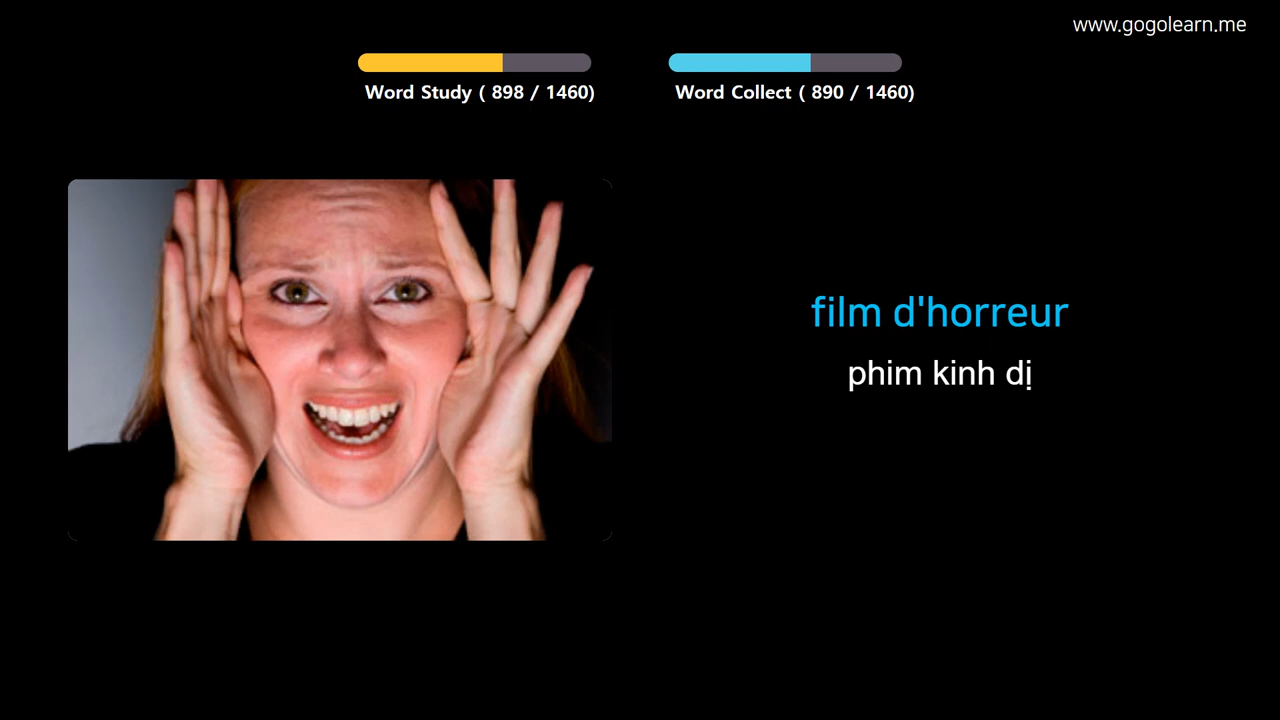 www.gogolearn.me
Word Study ( 898 / 1460)
Word Collect ( 890 / 1460)
film d'horreur
phim kinh dị